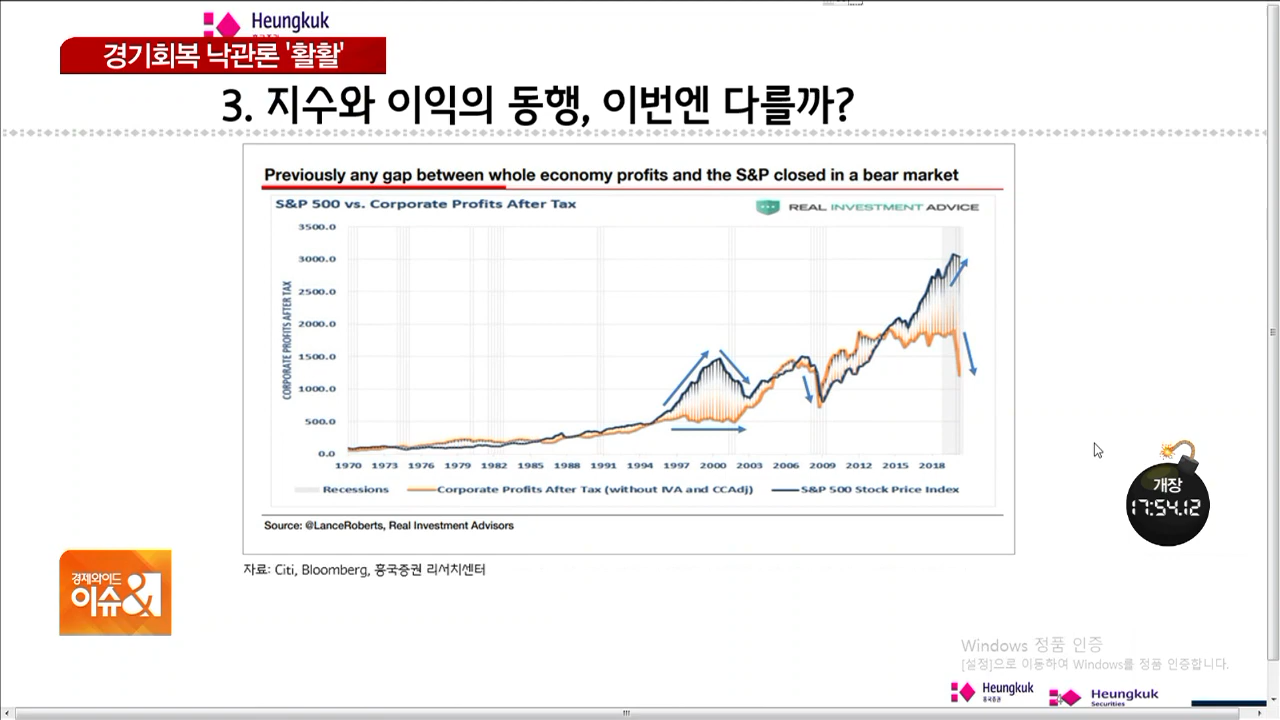 Heungkuk
경기회복 낙관론 '활활'
3. 지수와 이익의 동행, 이번엔 다를까?
Previously any gap between whole economy profits and the S&P closed in a bear market
S&P 500 vs. Corporate Profits After Tax
REAL INVESTMENT ADVICE
CORPORATE PROFITS AFTER TAX
3500.0
3000.0
2500.0
2000.0
1500.0
1000.0
500.0
0.0
1970 1973 1976 1979 1982 1985 1988 1991 1994 1997 2000 2003 2006 2009 2012 2015 2018
Recessions Corporate Profits After Tax (without IVA and CCAdj) S&P 500 Stock Price Index
Source: @LanceRoberts, Real Investment Advisors
자료: Citi, Bloomberg, 흥국증권 리서치센터
개장
17:54.12
경제와이드
이슈&
Windows 정품 인증
[설정]으로 이동하여 Windows를 정품 인증합니다.
Heungkuk
흥국증권
Heungkuk
Securities